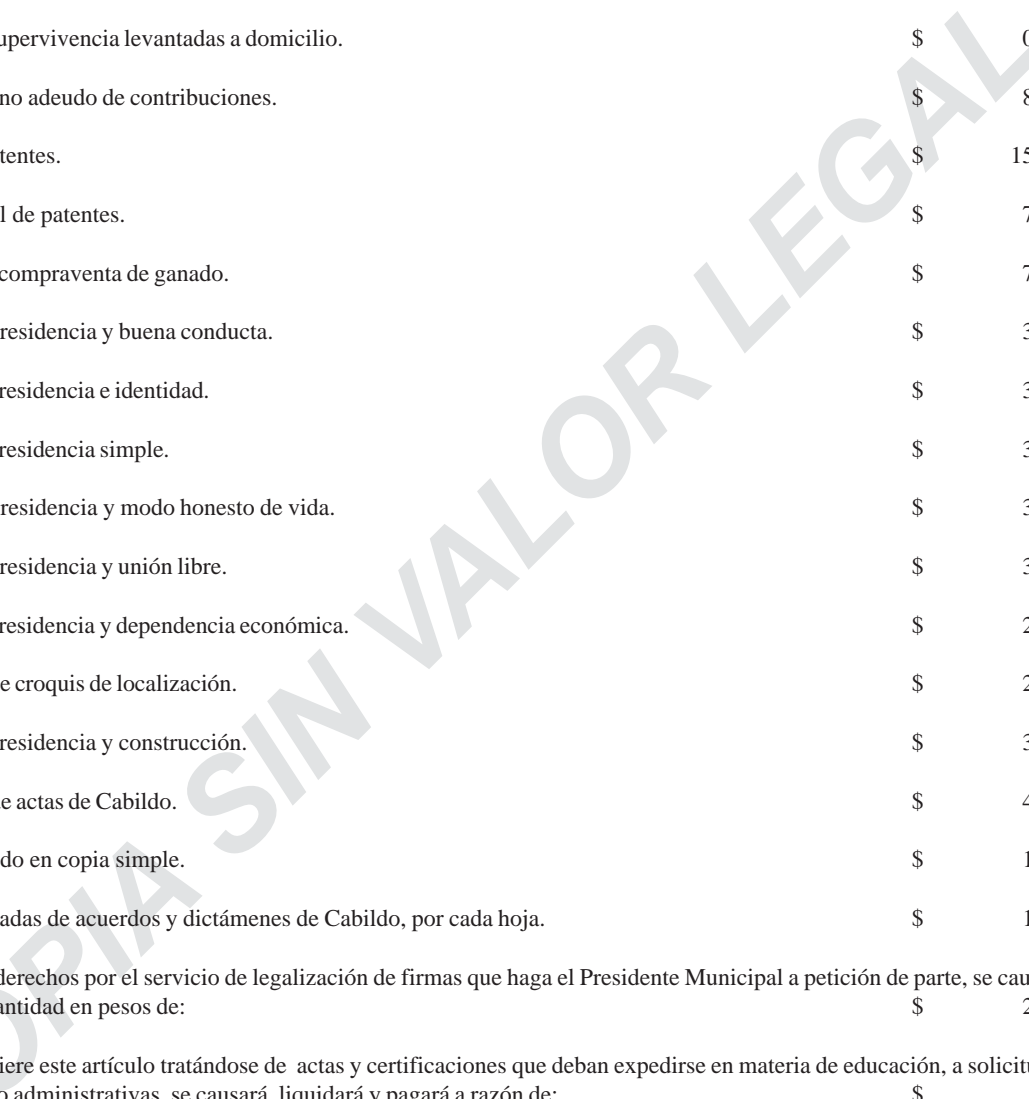 upervivencia levantadas a domicilio. $ 0
no adeudo de contribuciones. $ 8
tentes. $ 15
l de patentes. $ 7
compraventa de ganado. $ 7
residencia y buena conducta. $ 3
residencia e identidad. $ 3
residencia simple. $ 3
residencia y modo honesto de vida. $ 3
residencia y unión libre. $ 3
residencia y dependencia económica. $ 2
e croquis de localización. $ 2
residencia y construcción. $ 3
de actas de Cabildo. $ 4
do en copia simple. $ 1
adas de acuerdos y dictámenes de Cabildo, por cada hoja. $ 1
derechos por el servicio de legalización de firmas que haga el Presidente Municipal a petición de parte, se cau
antidad en pesos de: $ 2
iere este artículo tratándose de actas y certificaciones que deban expedirse en materia de educación, a solicitu
o administrativas, se causará, liquidará y pagará a razón de: $
OPIA SIN VALOR LEGAL